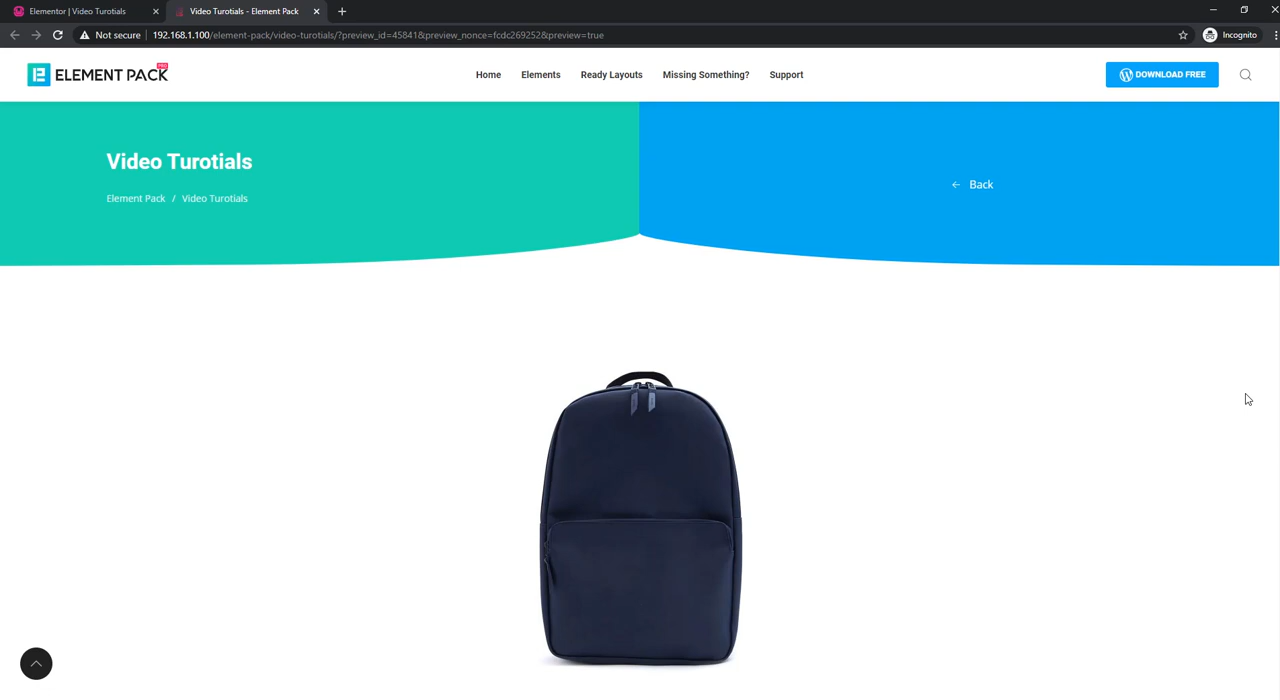 Elementor | Video Turotials
Video Turotials - Element Pack
Not secure
192.168.1.100/element-pack/video-turotials/?preview_id=45841&preview_nonce=fcdc269252&preview=true
Incognito
ELEMENT PACK PRO
Home
Elements
Ready Layouts
Missing Something?
Support
DOWNLOAD FREE
Video Turotials
Element Pack / Video Turotials
← Back